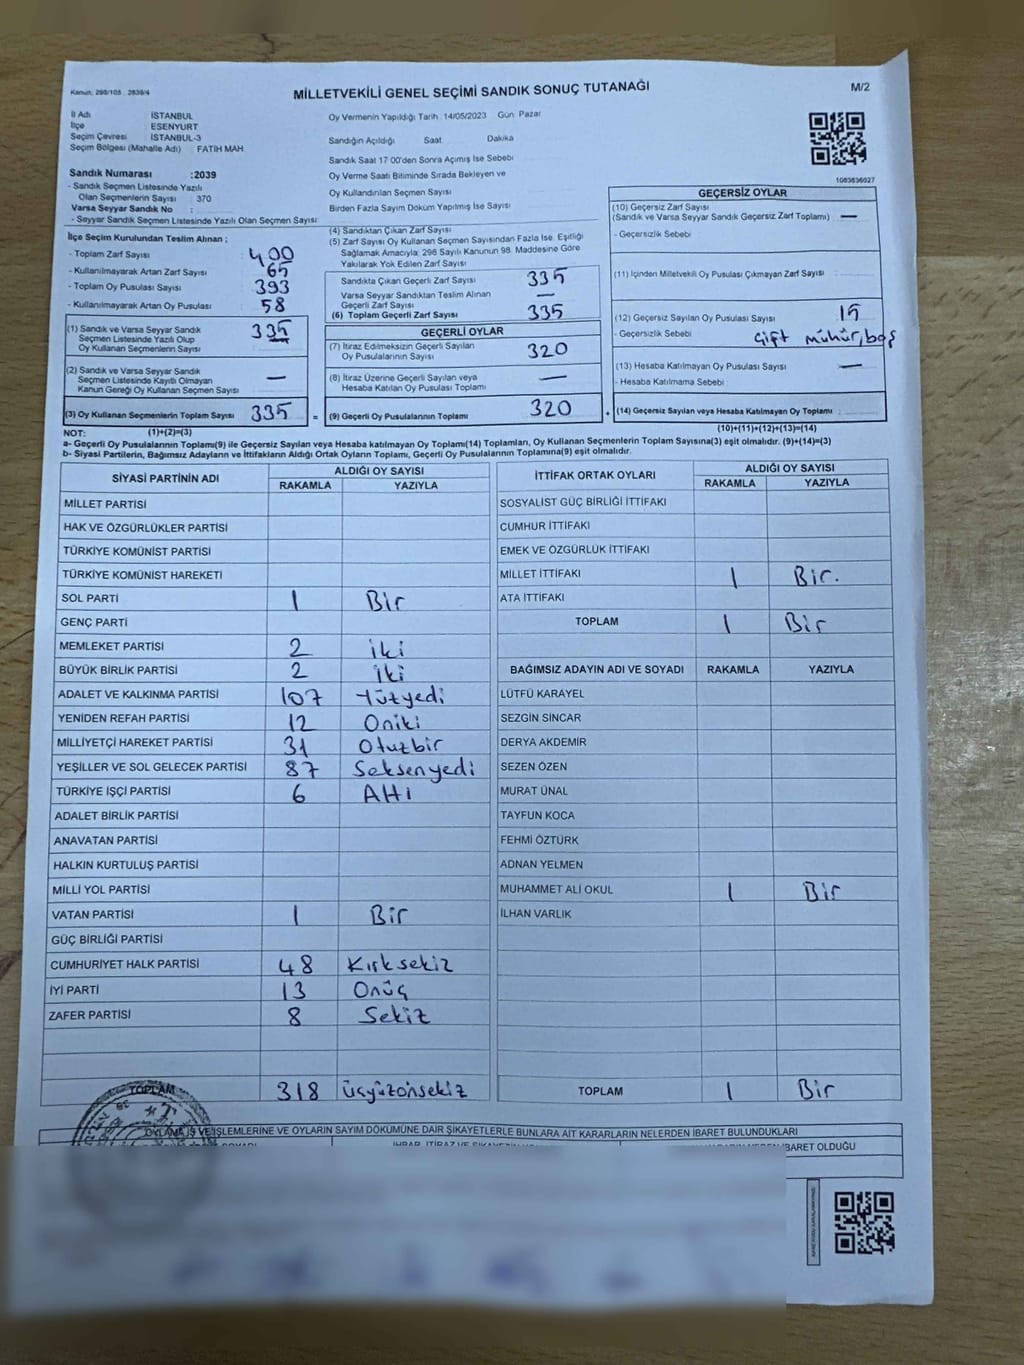 Kanun: 298/105 : 2839/4
MİLLETVEKİLİ GENEL SEÇİMİ SANDIK SONUÇ TUTANAĞI
M/2
İl Adı : İSTANBUL
İlçe : ESENYURT
Seçim Çevresi : İSTANBUL-3
Seçim Bölgesi (Mahalle Adı) : FATİH MAH.
Oy Vermenin Yapıldığı Tarih :14/05/2023 Gün: Pazar
Sandığın Açıldığı Saat Dakika
Sandık Saat 17:00'den Sonra Açımış İse Sebebi
Oy Verme Saati Bitiminde Sırada Bekleyen ve
Oy Kullandırılan Seçmen Sayısı
Birden Fazla Sayım Döküm Yapılmış İse Sayısı
1083836027
Sandık Numarası :2039
- Sandık Seçmen Listesinde Yazılı
Olan Seçmenlerin Sayısı : 370
Varsa Seyyar Sandık No :
- Seyyar Sandık Seçmen Listesinde Yazılı Olan Seçmen Sayısı:
İlçe Seçim Kurulundan Teslim Alınan ;
- Toplam Zarf Sayısı : 400
- Kullanılmayarak Artan Zarf Sayısı : 65
- Toplam Oy Pusulası Sayısı : 393
- Kullanılmayarak Artan Oy Pusulası : 58
(1) Sandık ve Varsa Seyyar Sandık
Seçmen Listesinde Yazılı Olup
Oy Kullanan Seçmenlerin Sayısı : 335
(2) Sandık ve Varsa Seyyar Sandık
Seçmen Listesinde Kayıtlı Olmayan
Kanun Gereği Oy Kullanan Seçmen Sayısı —
(3) Oy Kullanan Seçmenlerin Toplam Sayısı 335 =
(4) Sandıktan Çıkan Zarf Sayısı
(5) Zarf Sayısı Oy Kullanan Seçmen Sayısından Fazla İse, Eşitliği
Sağlamak Amacıyla; 298 Sayılı Kanunun 98. Maddesine Göre
Yakılarak Yok Edilen Zarf Sayısı
Sandıkta Çıkan Geçerli Zarf Sayısı 335
Varsa Seyyar Sandıktan Teslim Alınan
Geçerli Zarf Sayısı —
(6) Toplam Geçerli Zarf Sayısı 335
GEÇERLİ OYLAR
(7) İtiraz Edilmeksizin Geçerli Sayılan
Oy Pusulalarının Sayısı 320
(8) İtiraz Üzerine Geçerli Sayılan veya
Hesaba Katılan Oy Pusulası Toplamı —
(9) Geçerli Oy Pusulalarının Toplamı 320 +
GEÇERSİZ OYLAR
(10) Geçersiz Zarf Sayısı
(Sandık ve Varsa Seyyar Sandık Geçersiz Zarf Toplamı) —
- Geçersizlik Sebebi
(11) İçinden Milletvekili Oy Pusulası Çıkmayan Zarf Sayısı
(12) Geçersiz Sayılan Oy Pusulası Sayısı 15
- Geçersizlik Sebebi : Çift mühür, boş
(13) Hesaba Katılmayan Oy Pusulası Sayısı : —
- Hesaba Katılmama Sebebi
(14) Geçersiz Sayılan veya Hesaba Katılmayan Oy Toplamı :
(10)+(11)+(12)+(13)=(14)
NOT: (1)+(2)=(3)
a- Geçerli Oy Pusulalarının Toplamı(9) ile Geçersiz Sayılan veya Hesaba katılmayan Oy Toplamı(14) Toplamları, Oy Kullanan Seçmenlerin Toplam Sayısına(3) eşit olmalıdır. (9)+(14)=(3)
b- Siyasi Partilerin, Bağımsız Adayların ve İttifakların Aldığı Ortak Oyların Toplamı, Geçerli Oy Pusulalarının Toplamına(9) eşit olmalıdır.
SİYASİ PARTİNİN ADI ALDIĞI OY SAYISI
RAKAMLA YAZIYLA
MİLLET PARTİSİ
HAK VE ÖZGÜRLÜKLER PARTİSİ
TÜRKİYE KOMÜNİST PARTİSİ
TÜRKİYE KOMÜNİST HAREKETİ
SOL PARTİ 1 Bir
GENÇ PARTİ
MEMLEKET PARTİSİ 2 iki
BÜYÜK BİRLİK PARTİSİ 2 İki
ADALET VE KALKINMA PARTİSİ 107 Yüzyedi
YENİDEN REFAH PARTİSİ 12 Oniki
MİLLİYETÇİ HAREKET PARTİSİ 31 Otuzbir
YEŞİLLER VE SOL GELECEK PARTİSİ 87 Seksenyedi
TÜRKİYE İŞÇİ PARTİSİ 6 Altı
ADALET BİRLİK PARTİSİ
ANAVATAN PARTİSİ
HALKIN KURTULUŞ PARTİSİ
MİLLİ YOL PARTİSİ
VATAN PARTİSİ 1 Bir
GÜÇ BİRLİĞİ PARTİSİ
CUMHURİYET HALK PARTİSİ 48 Kırksekiz
İYİ PARTİ 13 Onüç
ZAFER PARTİSİ 8 Sekiz
TOPLAM 318 üçyüzonsekiz
İTTİFAK ORTAK OYLARI ALDIĞI OY SAYISI
RAKAMLA YAZIYLA
SOSYALİST GÜÇ BİRLİĞİ İTTİFAKI
CUMHUR İTTİFAKI
EMEK VE ÖZGÜRLÜK İTTİFAKI
MİLLET İTTİFAKI 1 Bir.
ATA İTTİFAKI
TOPLAM 1 Bir
BAĞIMSIZ ADAYIN ADI VE SOYADI RAKAMLA YAZIYLA
LÜTFÜ KARAYEL
SEZGİN SİNCAR
DERYA AKDEMİR
SEZEN ÖZEN
MURAT ÜNAL
TAYFUN KOCA
FEHMİ ÖZTÜRK
ADNAN YELMEN
MUHAMMET ALİ OKUL 1 Bir
İLHAN VARLIK
TOPLAM 1 Bir
OYLAMA İŞ VE İŞLEMLERİNE VE OYLARIN SAYIM DÖKÜMÜNE DAİR ŞİKAYETLERLE BUNLARA AİT KARARLARIN NELERDEN İBARET BULUNDUKLARI
İBARET OLDUĞU